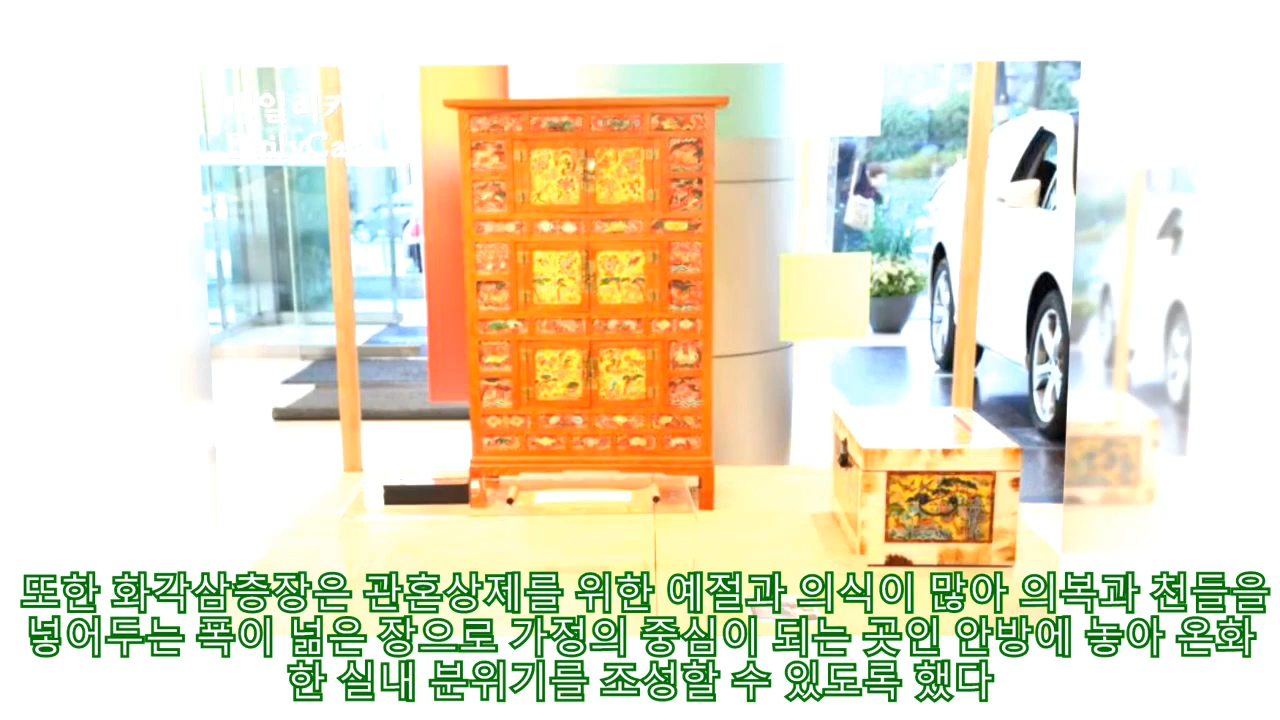 또한 화각삼층장은 관혼상제를 위한 예절과 의식이 많아 의복과 천들을
넣어두는 폭이 넓은 장으로 가정의 중심이 되는 곳인 안방에 놓아 온화
한 실내 분위기를 조성할 수 있도록 했다